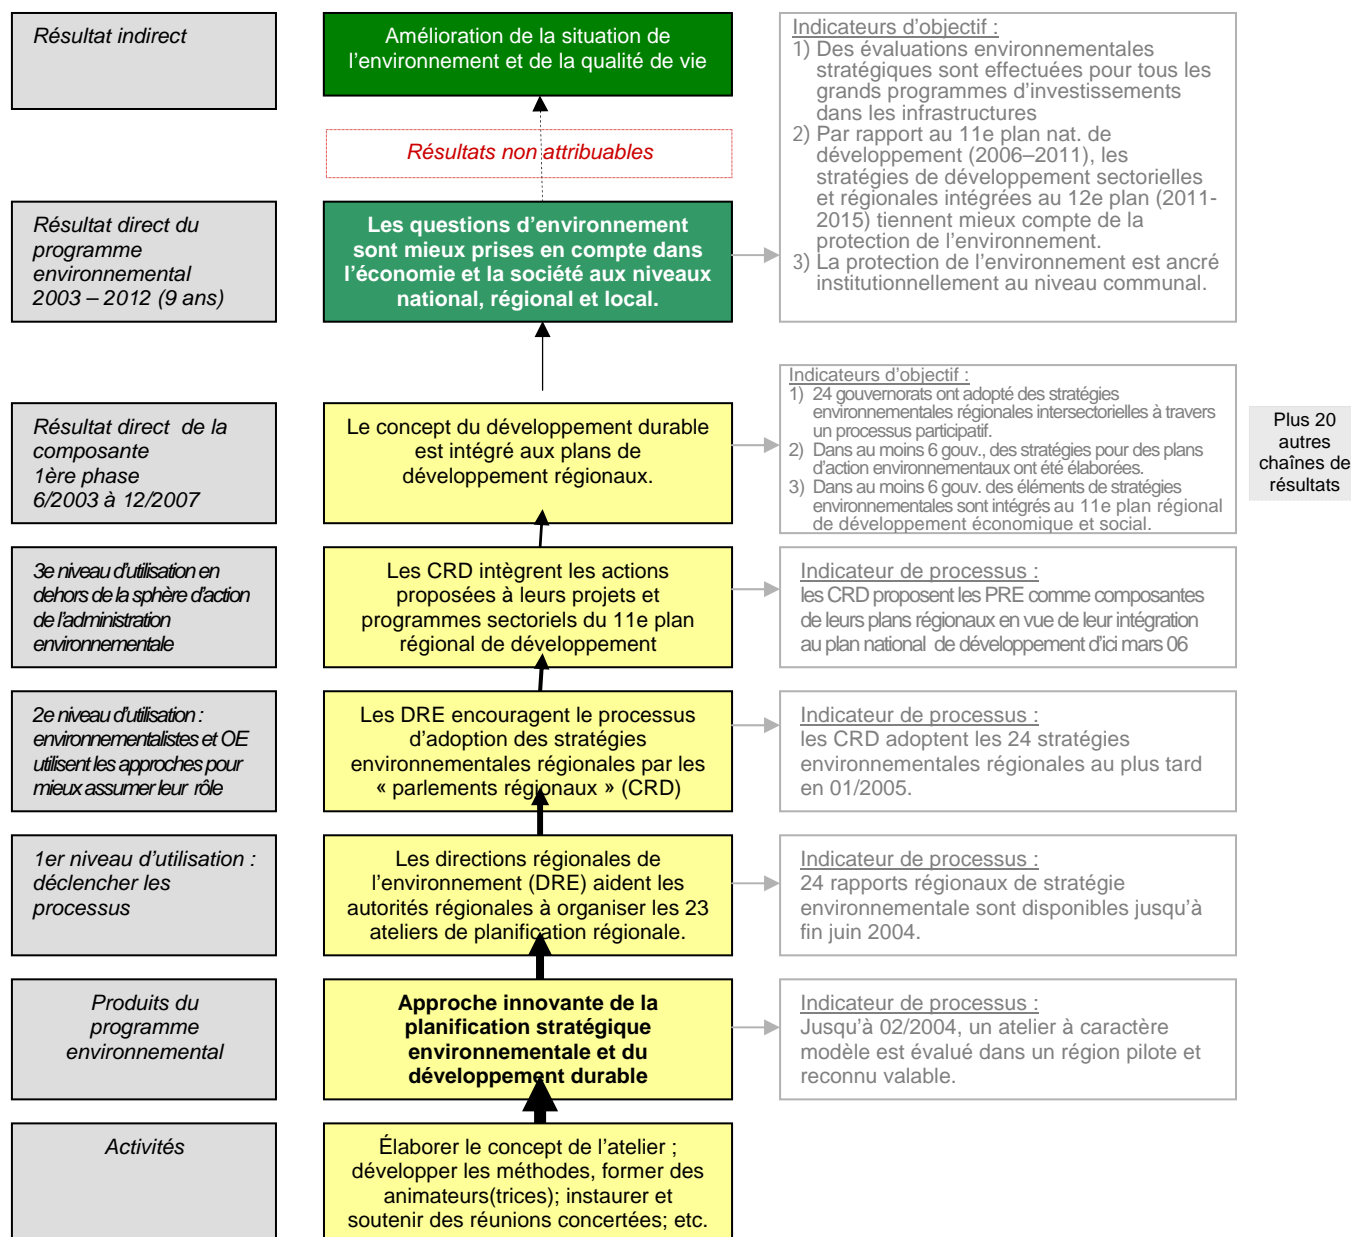 Résultat indirect
Amélioration de la situation de
l’environnement et de la qualité de vie
Indicateurs d’objectif :
1) Des évaluations environnementales
stratégiques sont effectuées pour tous les
grands programmes d’investissements
dans les infrastructures
2) Par rapport au 11e plan nat. de
développement (2006–2011), les
stratégies de développement sectorielles
et régionales intégrées au 12e plan (2011-
2015) tiennent mieux compte de la
protection de l’environnement.
3) La protection de l’environnement est ancré
institutionnellement au niveau communal.
Résultats non attribuables
Résultat direct du
programme
environnemental
2003 – 2012 (9 ans)
Les questions d’environnement
sont mieux prises en compte dans
l’économie et la société aux niveaux
national, régional et local.
Résultat direct de la
composante
1ère phase
6/2003 à 12/2007
Le concept du développement durable
est intégré aux plans de
développement régionaux.
Indicateurs d’objectif :
1) 24 gouvernorats ont adopté des stratégies
environnementales régionales intersectorielles à travers
un processus participatif.
2) Dans au moins 6 gouv., des stratégies pour des plans
d’action environnementaux ont été élaborées.
3) Dans au moins 6 gouv. des éléments de stratégies
environnementales sont intégrés au 11e plan régional
de développement économique et social.
Plus 20
autres
chaînes de
résultats
3e niveau d’utilisation en
dehors de la sphère d’action
de l’administration
environnementale
Les CRD intègrent les actions
proposées à leurs projets et
programmes sectoriels du 11e plan
régional de développement
Indicateur de processus :
les CRD proposent les PRE comme composantes
de leurs plans régionaux en vue de leur intégration
au plan national de développement d’ici mars 06
2e niveau d’utilisation :
environnementalistes et OE
utilisent les approches pour
mieux assumer leur rôle
Les DRE encouragent le processus
d’adoption des stratégies
environnementales régionales par les
« parlements régionaux » (CRD)
Indicateur de processus :
les CRD adoptent les 24 stratégies
environnementales régionales au plus tard
en 01/2005.
1er niveau d’utilisation :
déclencher les
processus
Les directions régionales de
l’environnement (DRE) aident les
autorités régionales à organiser les 23
ateliers de planification régionale.
Indicateur de processus :
24 rapports régionaux de stratégie
environnementale sont disponibles jusqu’à
fin juin 2004.
Produits du
programme
environnemental
Approche innovante de la
planification stratégique
environnementale et du
développement durable
Indicateur de processus :
Jusqu’à 02/2004, un atelier à caractère
modèle est évalué dans un région pilote et
reconnu valable.
Activités
Élaborer le concept de l’atelier ;
développer les méthodes, former des
animateurs(trices); instaurer et
soutenir des réunions concertées; etc.